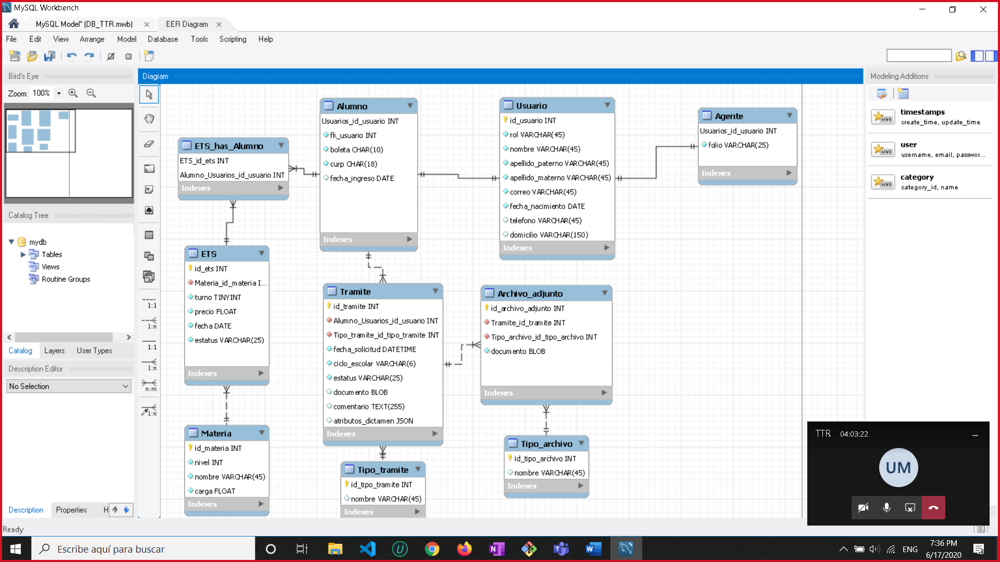 MySQL Workbench
MySQL Model* (DB_TTR.mwb)
EER Diagram
File Edit View Arrange Model Database Tools Scripting Help
Bird's Eye
Zoom: 100%
Catalog Tree
mydb
Tables
Views
Routine Groups
Catalog Layers User Types
Description Editor
No Selection
Description Properties H
Ready
Diagram
1:1
1:n
1:1
1:n
n:m
1:n
ETS_has_Alumno
ETS_id_ets INT
Alumno_Usuarios_id_usuario INT
Indexes
ETS
id_ets INT
Materia_id_materia I...
turno TINYINT
precio FLOAT
fecha DATE
estatus VARCHAR(25)
Indexes
Materia
id_materia INT
nivel INT
nombre VARCHAR(45)
carga FLOAT
Indexes
Alumno
Usuarios_id_usuario INT
fk_usuario INT
boleta CHAR(10)
curp CHAR(18)
fecha_ingreso DATE
Indexes
Tramite
id_tramite INT
Alumno_Usuarios_id_usuario INT
Tipo_tramite_id_tipo_tramite INT
fecha_solicitud DATETIME
ciclo_escolar VARCHAR(6)
estatus VARCHAR(25)
documento BLOB
comentario TEXT(255)
atributos_dictamen JSON
Indexes
Tipo_tramite
id_tipo_tramite INT
nombre VARCHAR(45)
Indexes
Usuario
id_usuario INT
rol VARCHAR(45)
nombre VARCHAR(45)
apellido_paterno VARCHAR(45)
apellido_materno VARCHAR(45)
correo VARCHAR(45)
fecha_nacimiento DATE
telefono VARCHAR(45)
domicilio VARCHAR(150)
Indexes
Archivo_adjunto
id_archivo_adjunto INT
Tramite_id_tramite INT
Tipo_archivo_id_tipo_archivo INT
documento BLOB
Indexes
Tipo_archivo
id_tipo_archivo INT
nombre VARCHAR(45)
Indexes
Agente
Usuarios_id_usuario INT
folio VARCHAR(25)
Indexes
Modeling Additions
MWB
timestamps
create_time, update_time
MWB
user
username, email, passwor...
MWB
category
category_id, name
TTR 04:03:22
UM
Escribe aquí para buscar
ENG
7:36 PM
6/17/2020